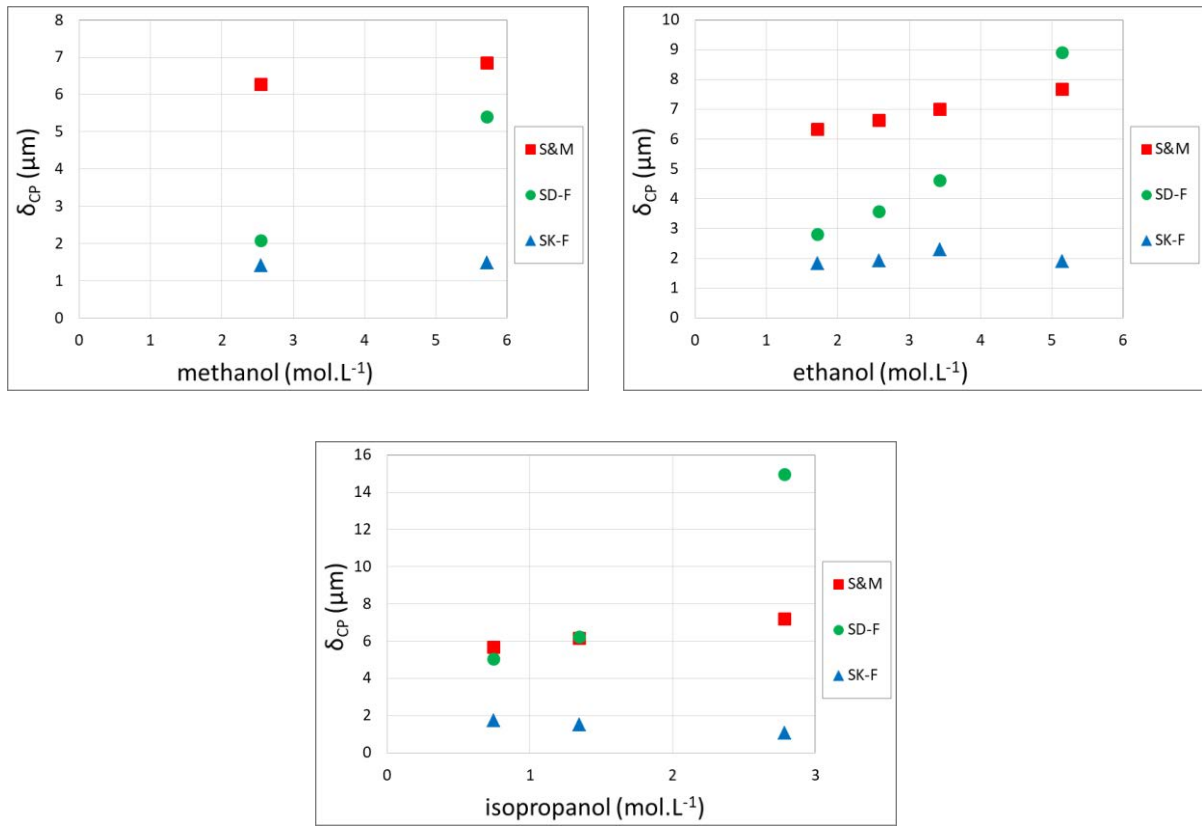 8
7
6
5
4
3
2
1
0
δCP (µm)
0 1 2 3 4 5 6
methanol (mol.L-1)
S&M
SD-F
SK-F
10
9
8
7
6
5
4
3
2
1
0
δCP (µm)
0 1 2 3 4 5 6
ethanol (mol.L-1)
S&M
SD-F
SK-F
16
14
12
10
8
6
4
2
0
δCP (µm)
0 1 2 3
isopropanol (mol.L-1)
S&M
SD-F
SK-F